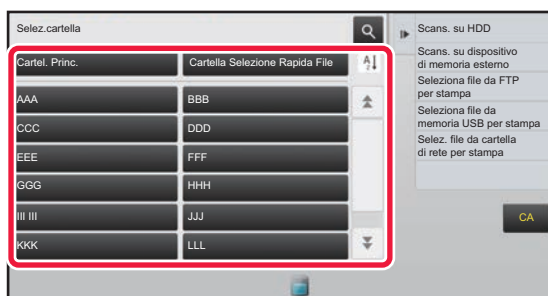 Selez.cartella
Cartel. Princ.
Cartella Selezione Rapida File
AAA
BBB
CCC
DDD
EEE
FFF
GGG
HHH
III III
JJJ
KKK
LLL
Scans. su HDD
Scans. su dispositivo
di memoria esterno
Seleziona file da FTP
per stampa
Seleziona file da
memoria USB per stampa
Selez. file da cartella
di rete per stampa
CA